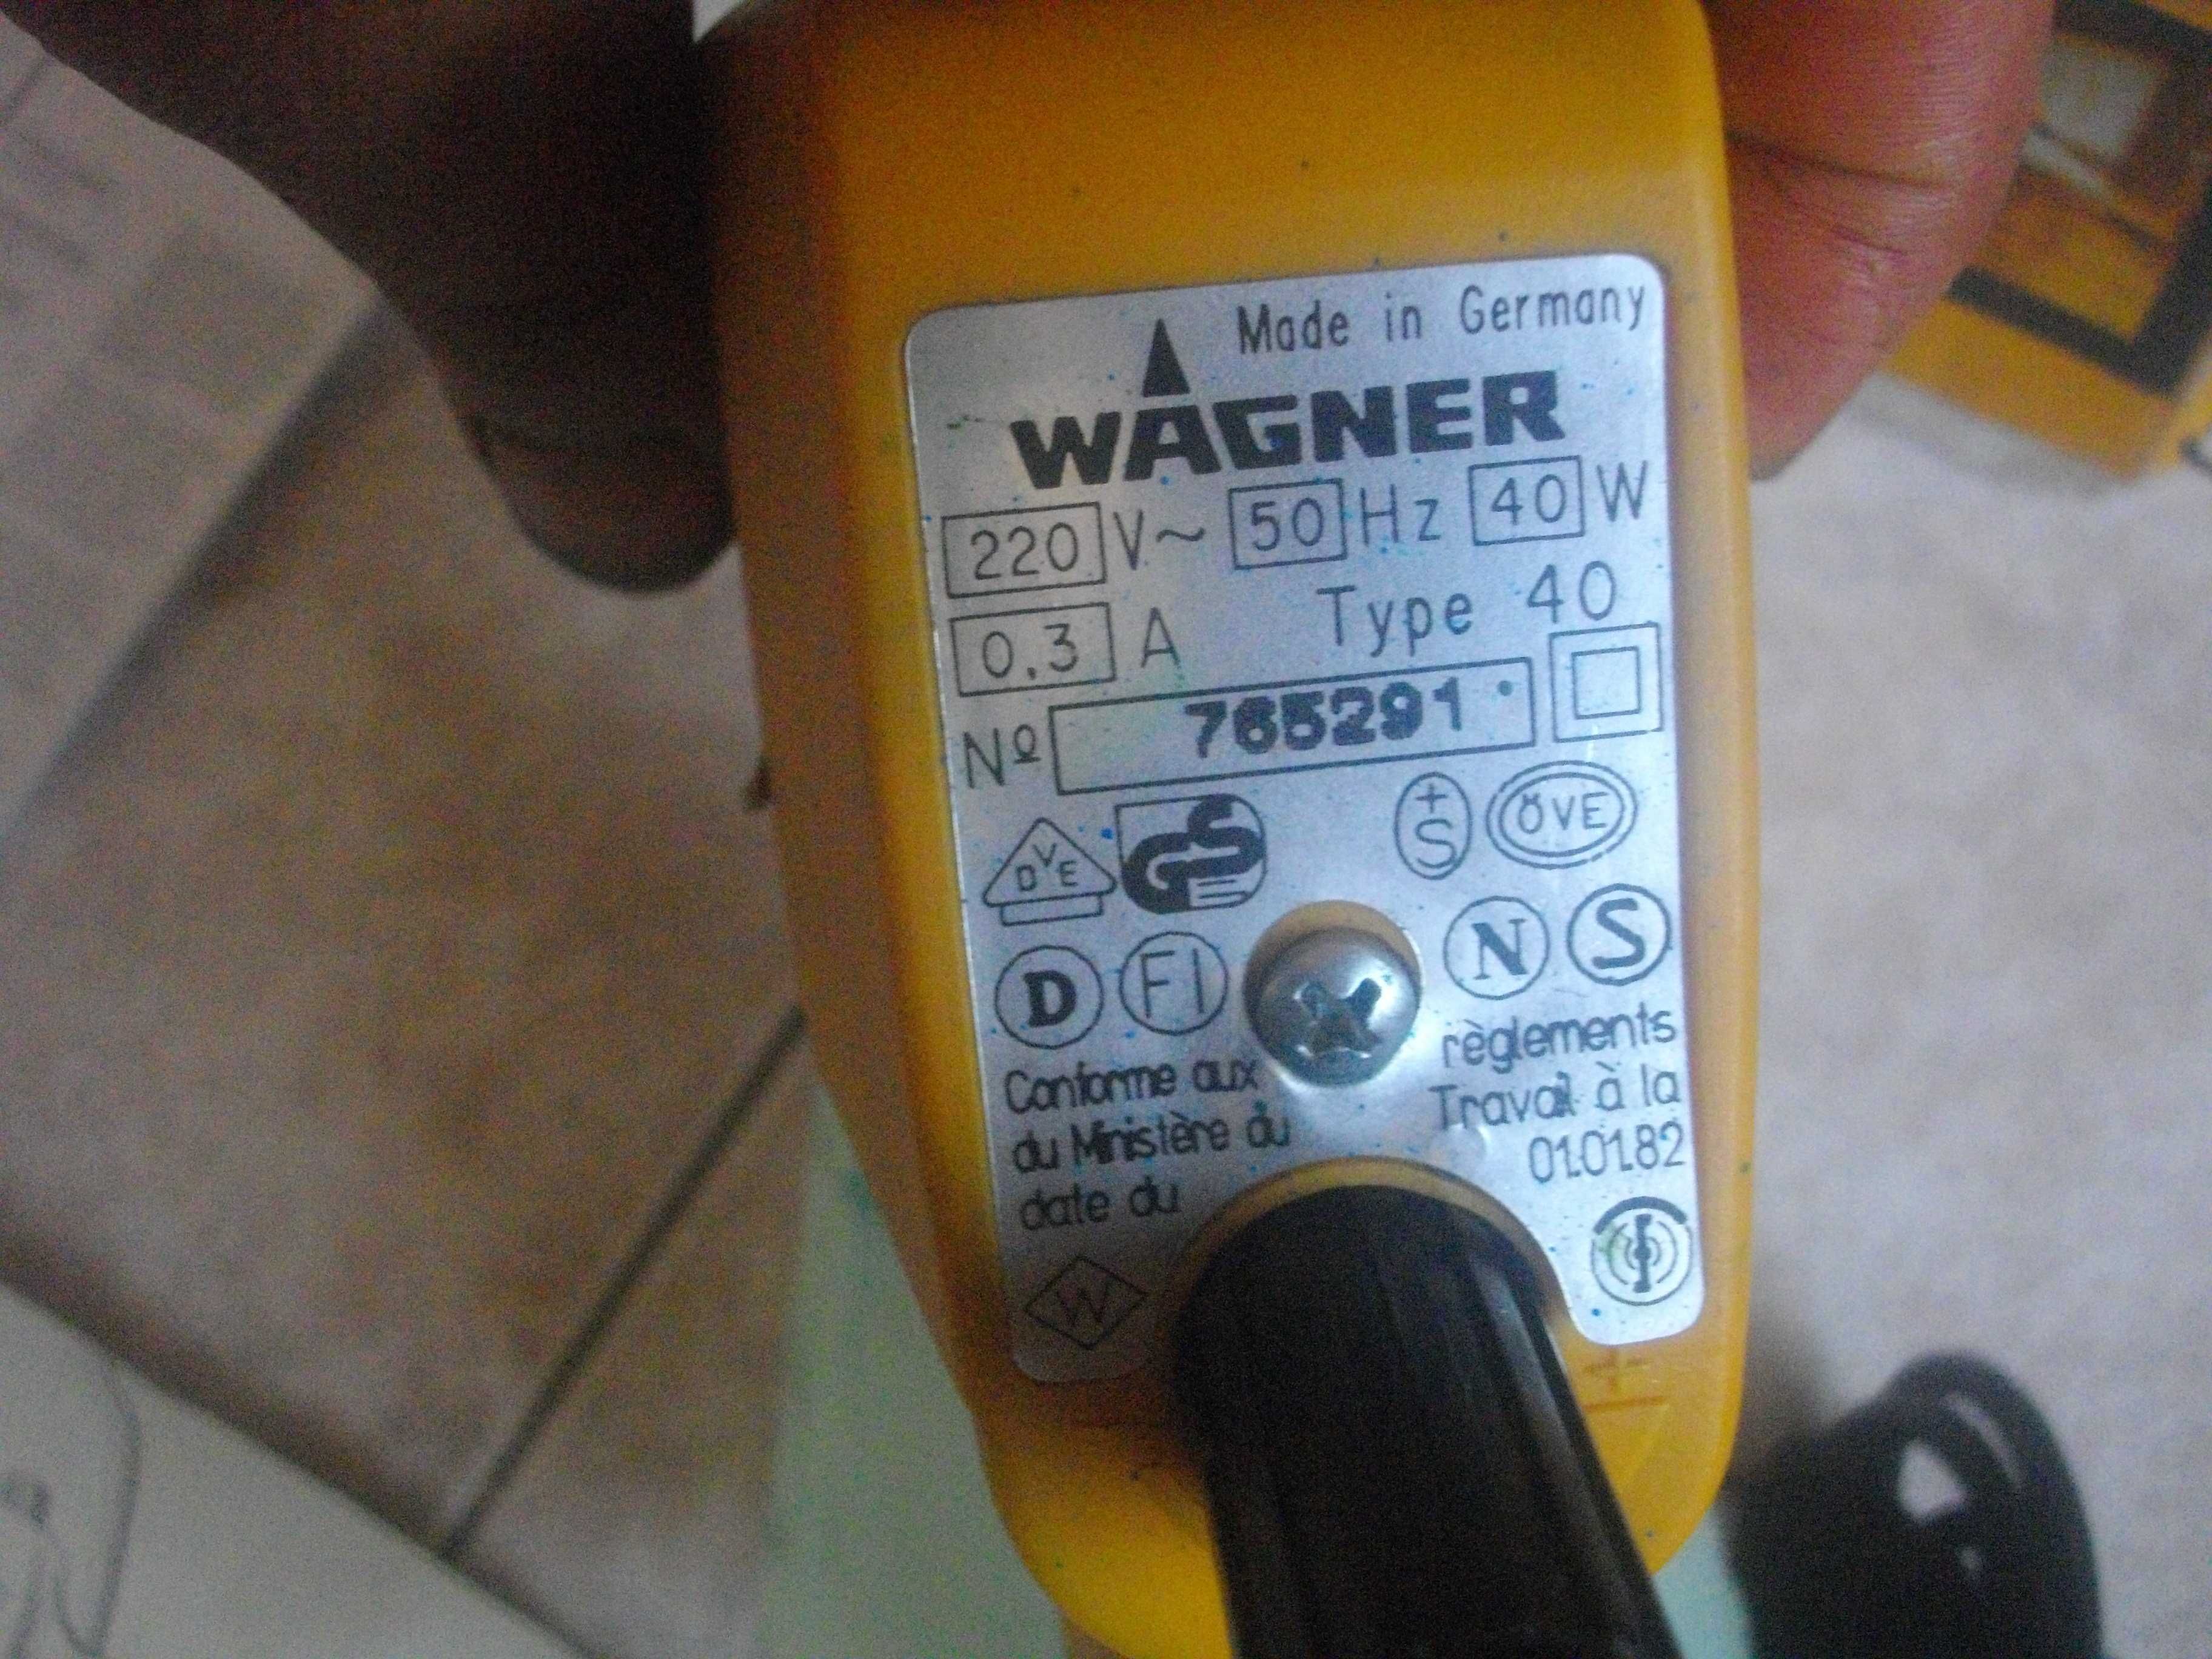 Made in Germany
WAGNER
220 V~ 50 Hz 40 W
0.3 A Type 40
Nº 765291
DVE GS +S ÖVE
D FI N S
Conforme aux règlements
du Ministère du Travail à la
date du 01.01.82
W